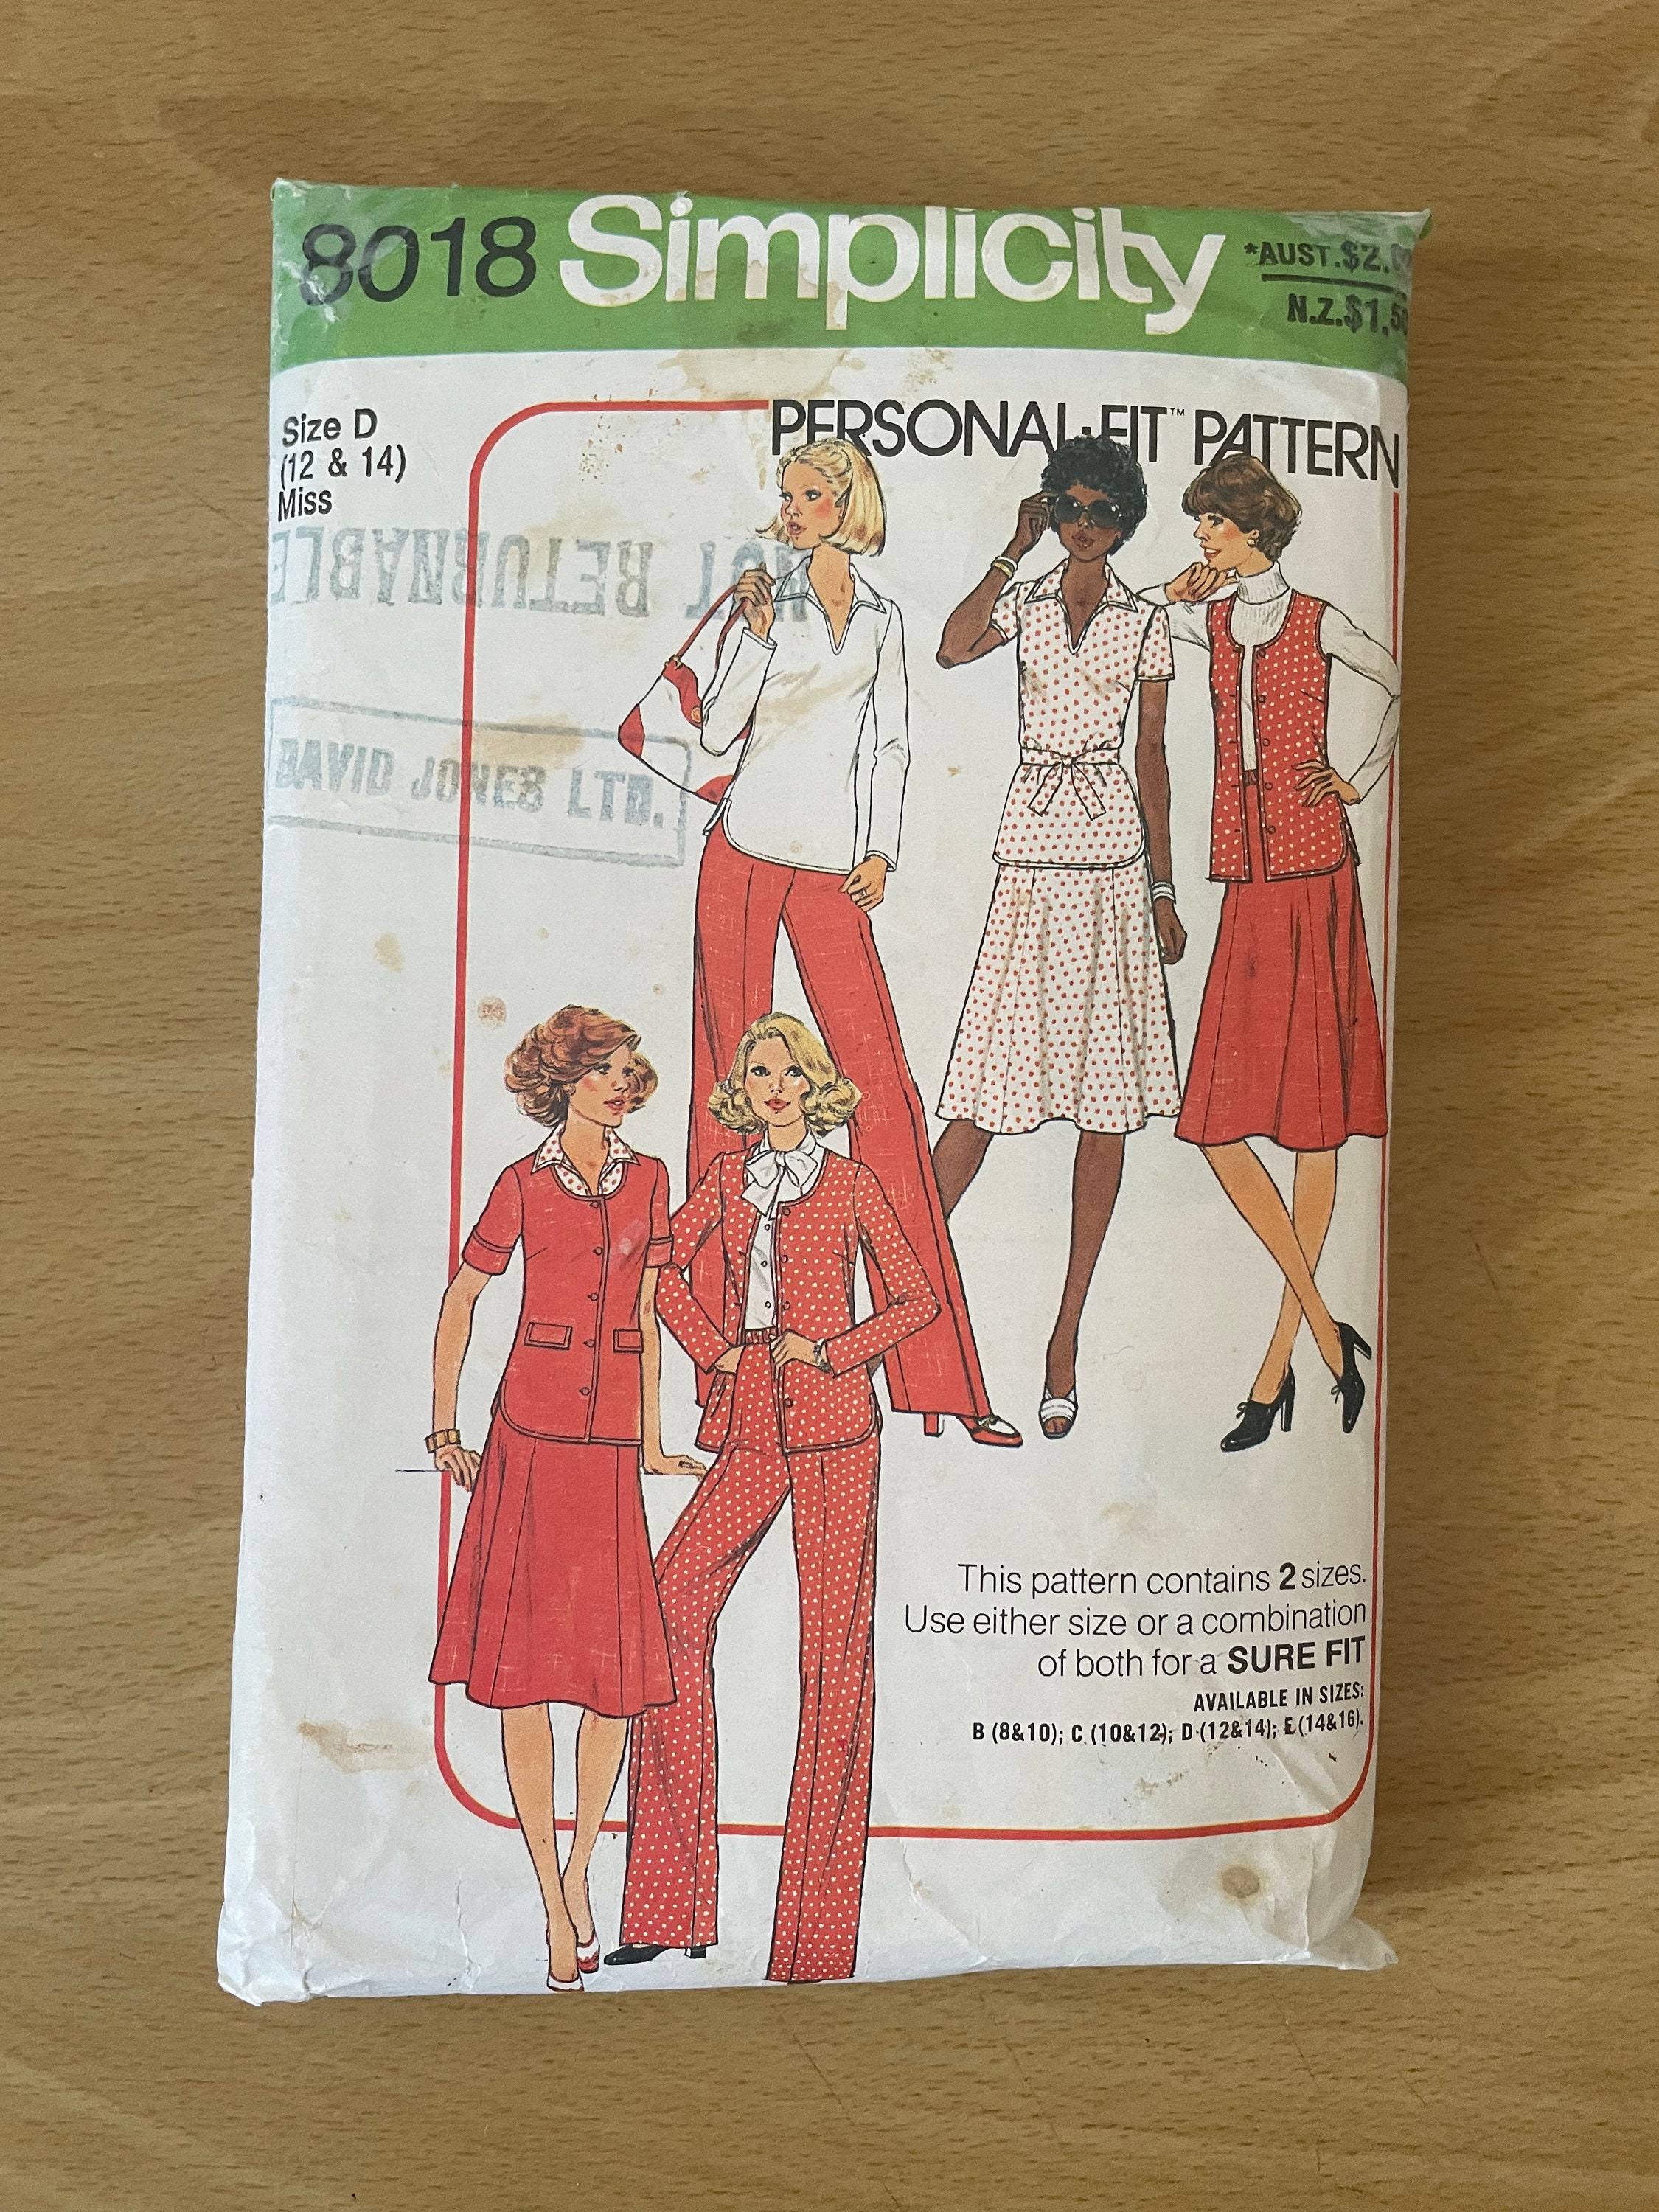 8018 Simplicity
*AUST.$2.
N.Z.$1.50
Size D
(12 & 14)
Miss
PERSONAL·FIT™ PATTERN
NOT RETURNABLE
DAVID JONES LTD.
This pattern contains 2 sizes.
Use either size or a combination
of both for a SURE FIT
AVAILABLE IN SIZES:
B (8&10); C (10&12); D (12&14); E (14&16).